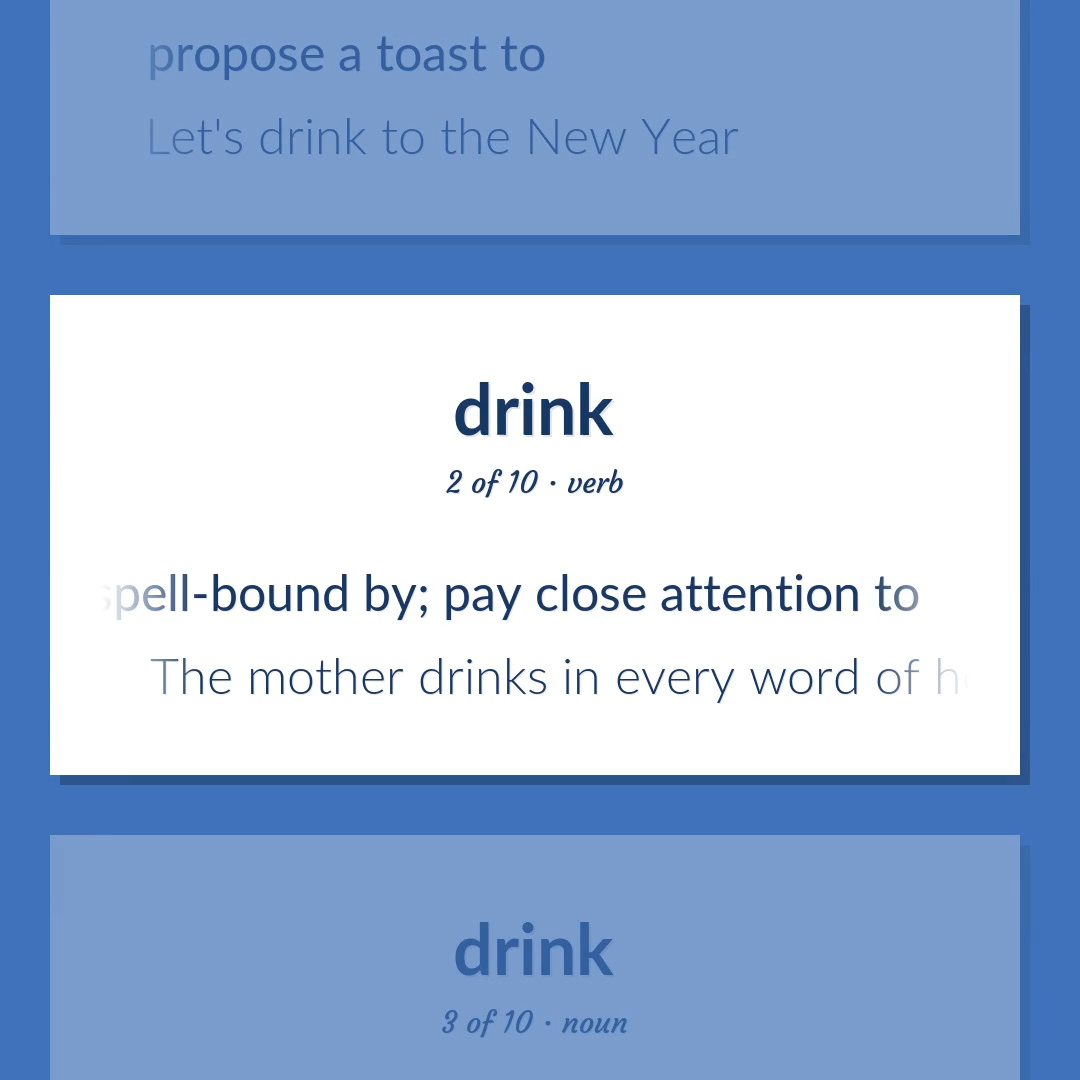 propose a toast to
Let's drink to the New Year
drink
2 of 10 · verb
spell-bound by; pay close attention to
The mother drinks in every word of
drink
3 of 10 · noun